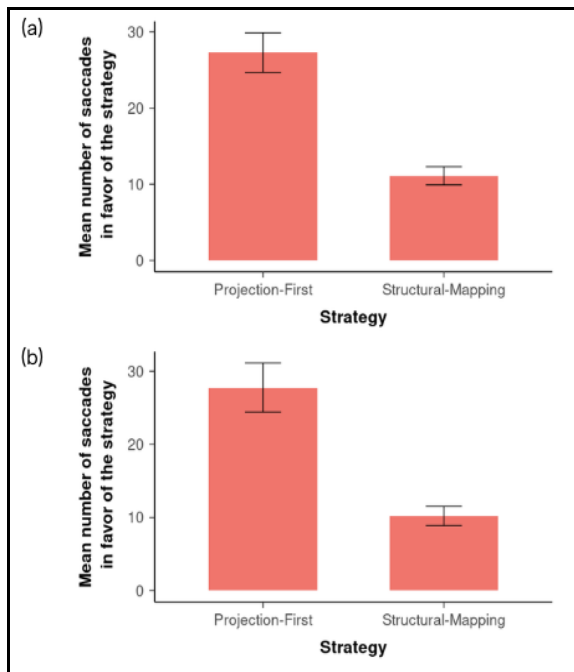 (a)
Mean number of saccades
in favor of the strategy
30
20
10
0
Projection-First Structural-Mapping
Strategy
(b)
Mean number of saccades
in favor of the strategy
30
20
10
0
Projection-First Structural-Mapping
Strategy